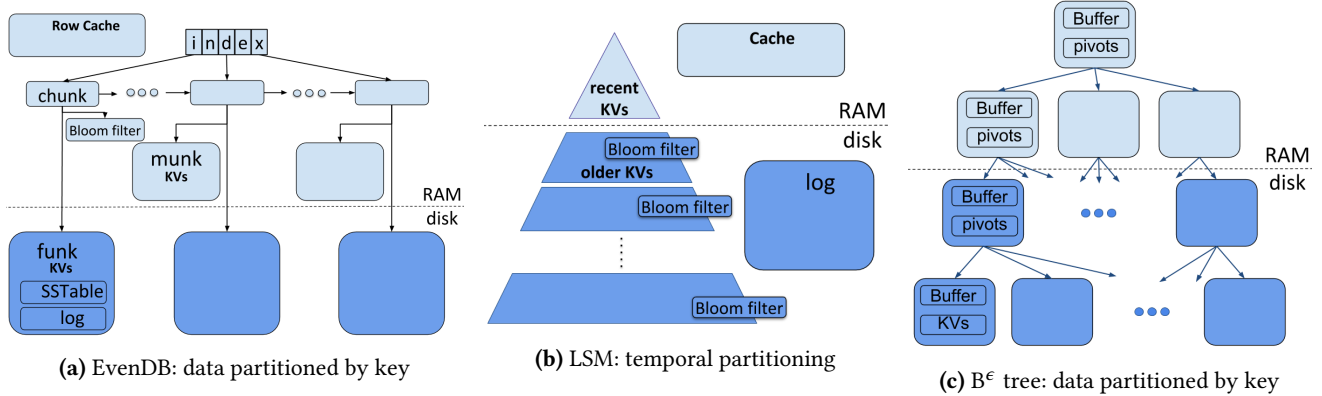 Row Cache
index
chunk
Bloom filter
munk
KVs
RAM
disk
funk
KVs
SSTable
log
(a) EvenDB: data partitioned by key
Cache
recent
KVs
RAM
disk
Bloom filter
older KVs
log
Bloom filter
Bloom filter
(b) LSM: temporal partitioning
Buffer
pivots
Buffer
pivots
RAM
disk
Buffer
pivots
Buffer
KVs
(c) Bϵ tree: data partitioned by key